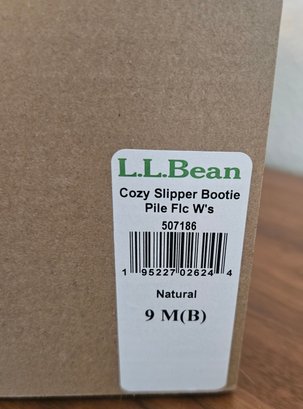 L.L.Bean
Cozy Slipper Bootie
Pile Flc W's
507186
1 95227 02624 4
Natural
9 M(B)